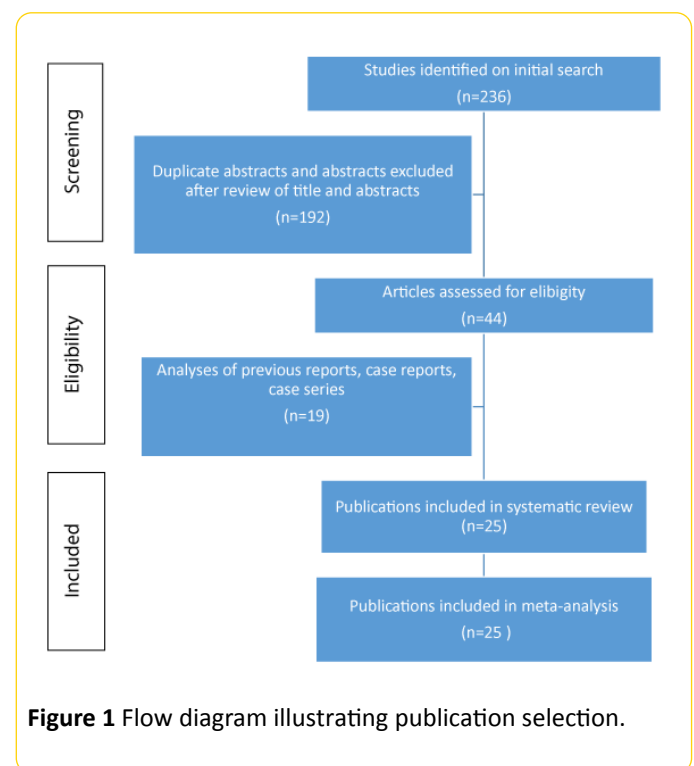 Screening
Studies identified on initial search
(n=236)
Duplicate abstracts and abstracts excluded
after review of title and abstracts
(n=192)
Eligibility
Articles assessed for elibigity
(n=44)
Analyses of previous reports, case reports,
case series
(n=19)
Included
Publications included in systematic review
(n=25)
Publications included in meta-analysis
(n=25 )
Figure 1 Flow diagram illustrating publication selection.